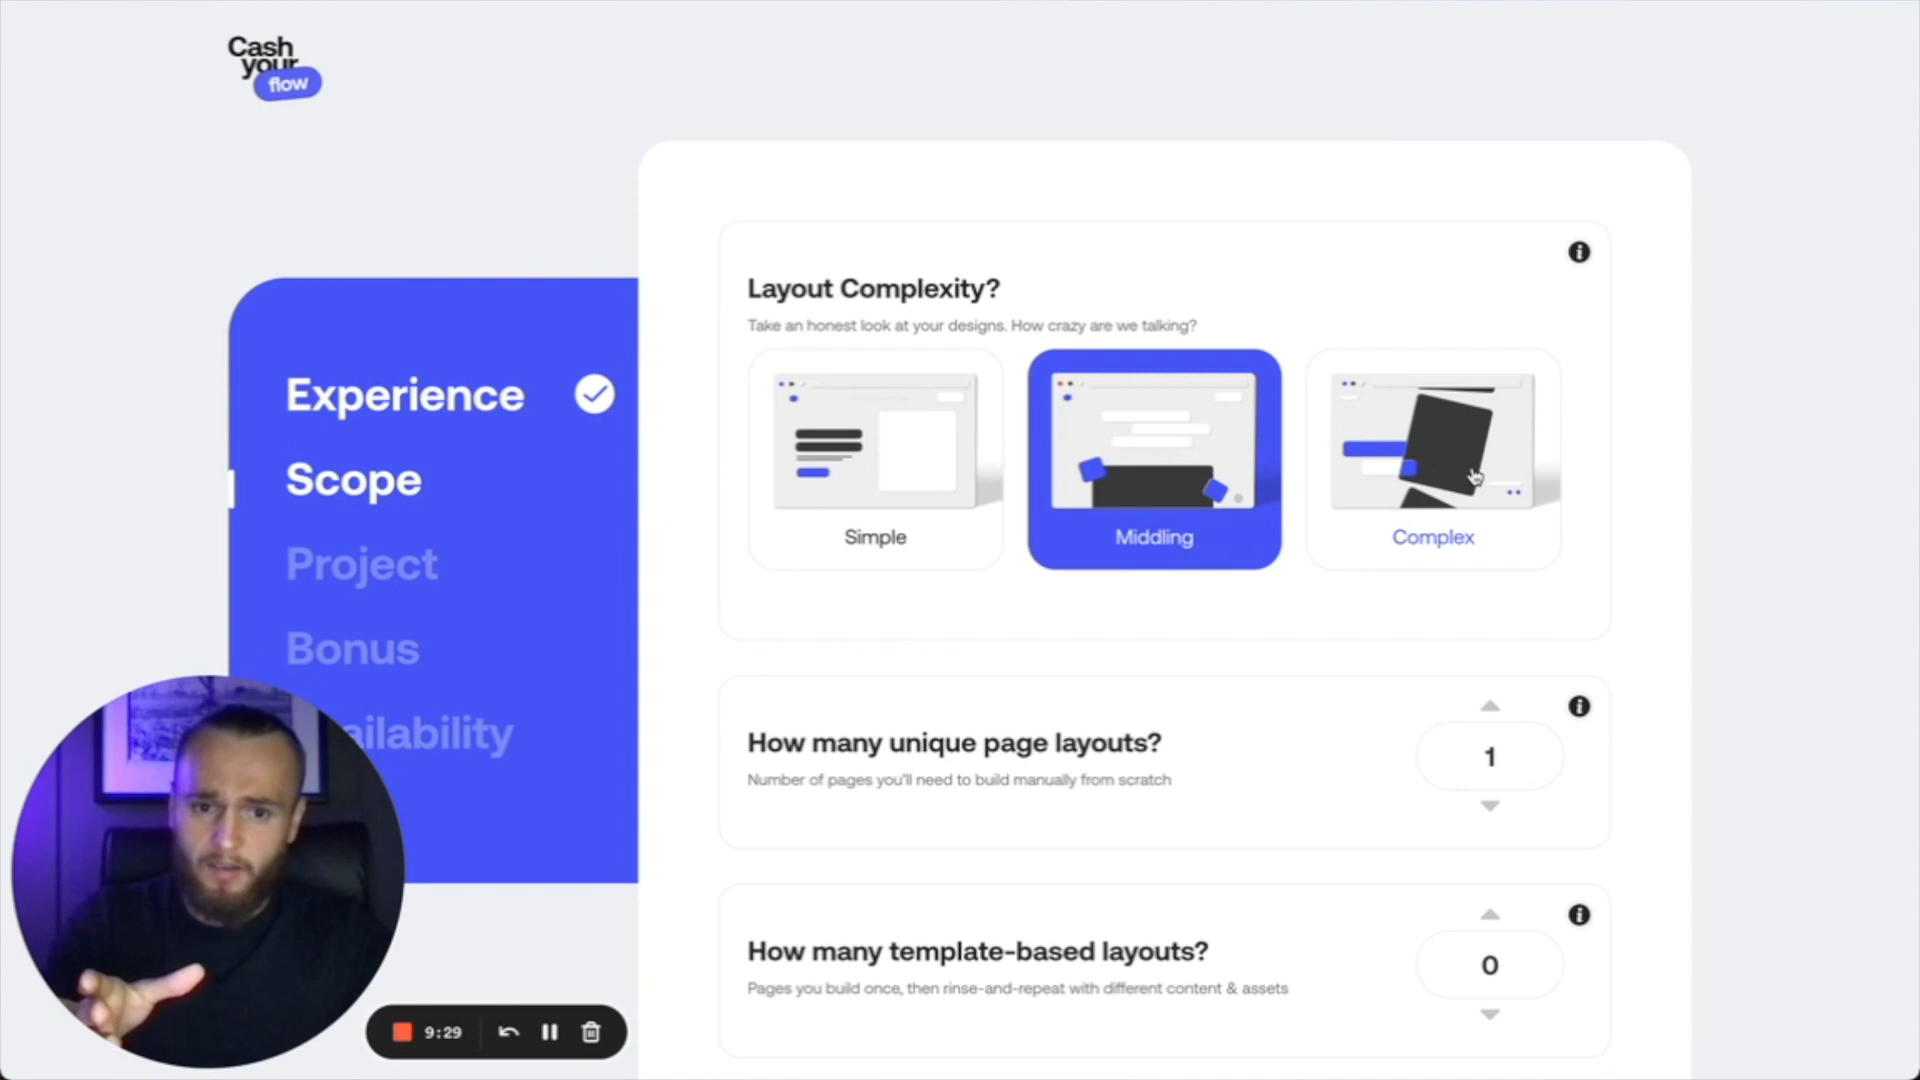 Cash
your
flow
Experience
Scope
Project
Bonus
ailability
Layout Complexity?
Take an honest look at your designs. How crazy are we talking?
Simple
Middling
Complex
How many unique page layouts?
Number of pages you'll need to build manually from scratch
1
How many template-based layouts?
Pages you build once, then rinse-and-repeat with different content & assets
0
9:29